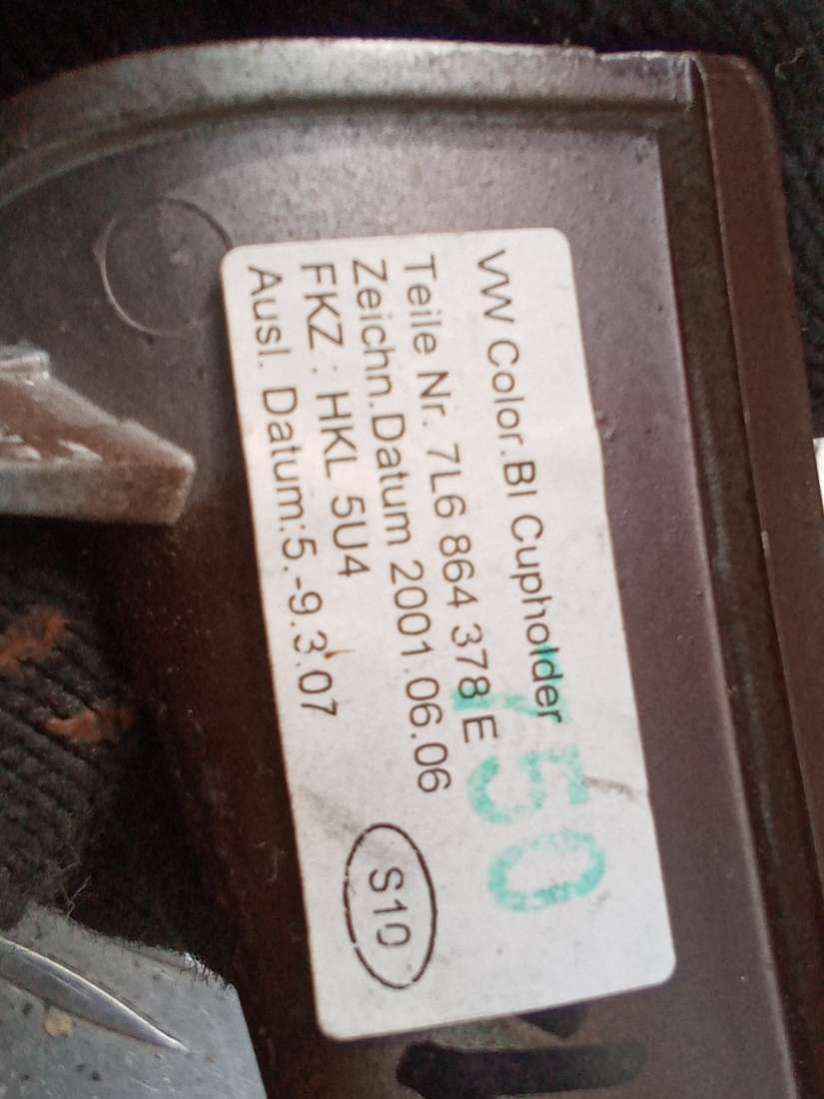 VW Color.Bl Cupholder
Teile Nr. 7L6 864 378 E
Zeichn.Datum 2001.06.06
FKZ : HKL 5U4
Ausl. Datum:5.-9.3.07
750
S10